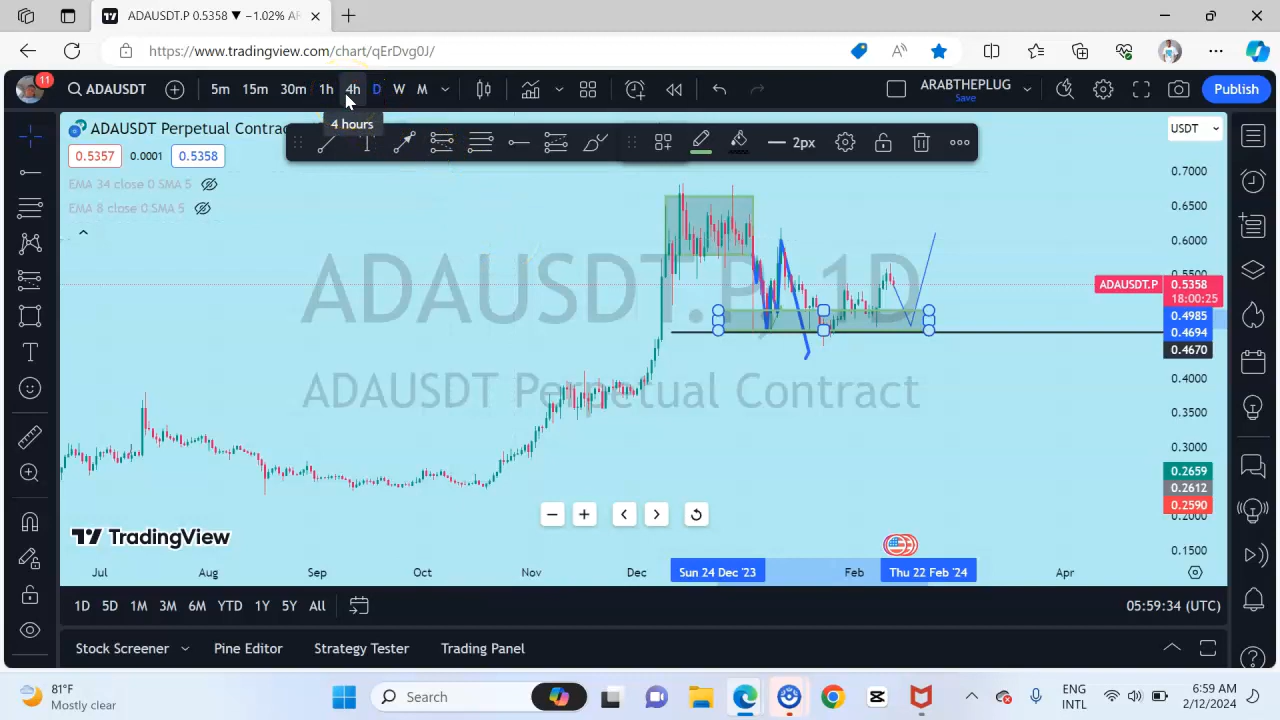 ADAUSDT.P 0.5358 ▼ −1.02% AR
https://www.tradingview.com/chart/qErDvg0J/
11
ADAUSDT 5m 15m 30m 1h 4h D W M ARABTHEPLUG Save Publish
4 hours
ADAUSDT Perpetual Contrac
T 2px
USDT
0.5357 0.0001 0.5358
EMA 34 close 0 SMA 5
EMA 8 close 0 SMA 5
0.7000
0.6500
0.6000
0.5500
ADAUSDT.P 0.5358
18:00:25
0.4985
0.4694
0.4670
0.4000
0.3500
0.3000
0.2659
0.2612
0.2590
0.2000
0.1500
ADAUSDT.P, 1D
ADAUSDT Perpetual Contract
TradingView
Jul Aug Sep Oct Nov Dec Sun 24 Dec '23 Feb Thu 22 Feb '24 Apr
1D 5D 1M 3M 6M YTD 1Y 5Y All 05:59:34 (UTC)
Stock Screener Pine Editor Strategy Tester Trading Panel
81°F
Mostly clear
Search
ENG
INTL
6:59 AM
2/12/2024